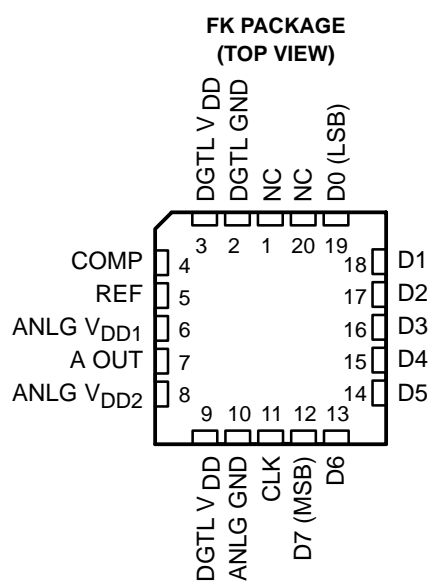 FK PACKAGE
(TOP VIEW)
DGTL VDD
DGTL GND
NC
NC
D0 (LSB)
3
2
1
20
19
COMP
4
REF
5
ANLG VDD1
6
A OUT
7
ANLG VDD2
8
18
D1
17
D2
16
D3
15
D4
14
D5
9
10
11
12
13
DGTL VDD
ANLG GND
CLK
D7 (MSB)
D6